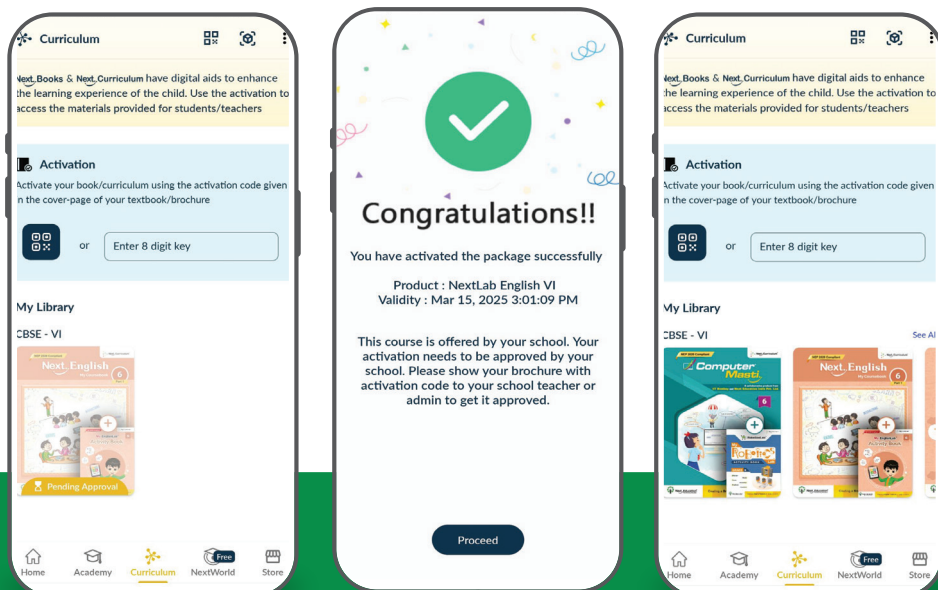 Curriculum
Next Books & Next Curriculum have digital aids to enhance
the learning experience of the child. Use the activation to
access the materials provided for students/teachers
Activation
Activate your book/curriculum using the activation code given
in the cover-page of your textbook/brochure
or
Enter 8 digit key
My Library
CBSE - VI
Next English
6
Pending Approval
Home
Academy
Curriculum
Free
NextWorld
Store
Congratulations!!
You have activated the package successfully
Product : NextLab English VI
Validity : Mar 15, 2025 3:01:09 PM
This course is offered by your school. Your
activation needs to be approved by your
school. Please show your brochure with
activation code to your school teacher or
admin to get it approved.
Proceed
Curriculum
Next Books & Next Curriculum have digital aids to enhance
the learning experience of the child. Use the activation to
access the materials provided for students/teachers
Activation
Activate your book/curriculum using the activation code given
n the cover-page of your textbook/brochure
or
Enter 8 digit key
My Library
CBSE - VI
See Al
Computer
Masti
6
Next English
6
Activity Book
Home
Academy
Curriculum
Free
NextWorld
Store